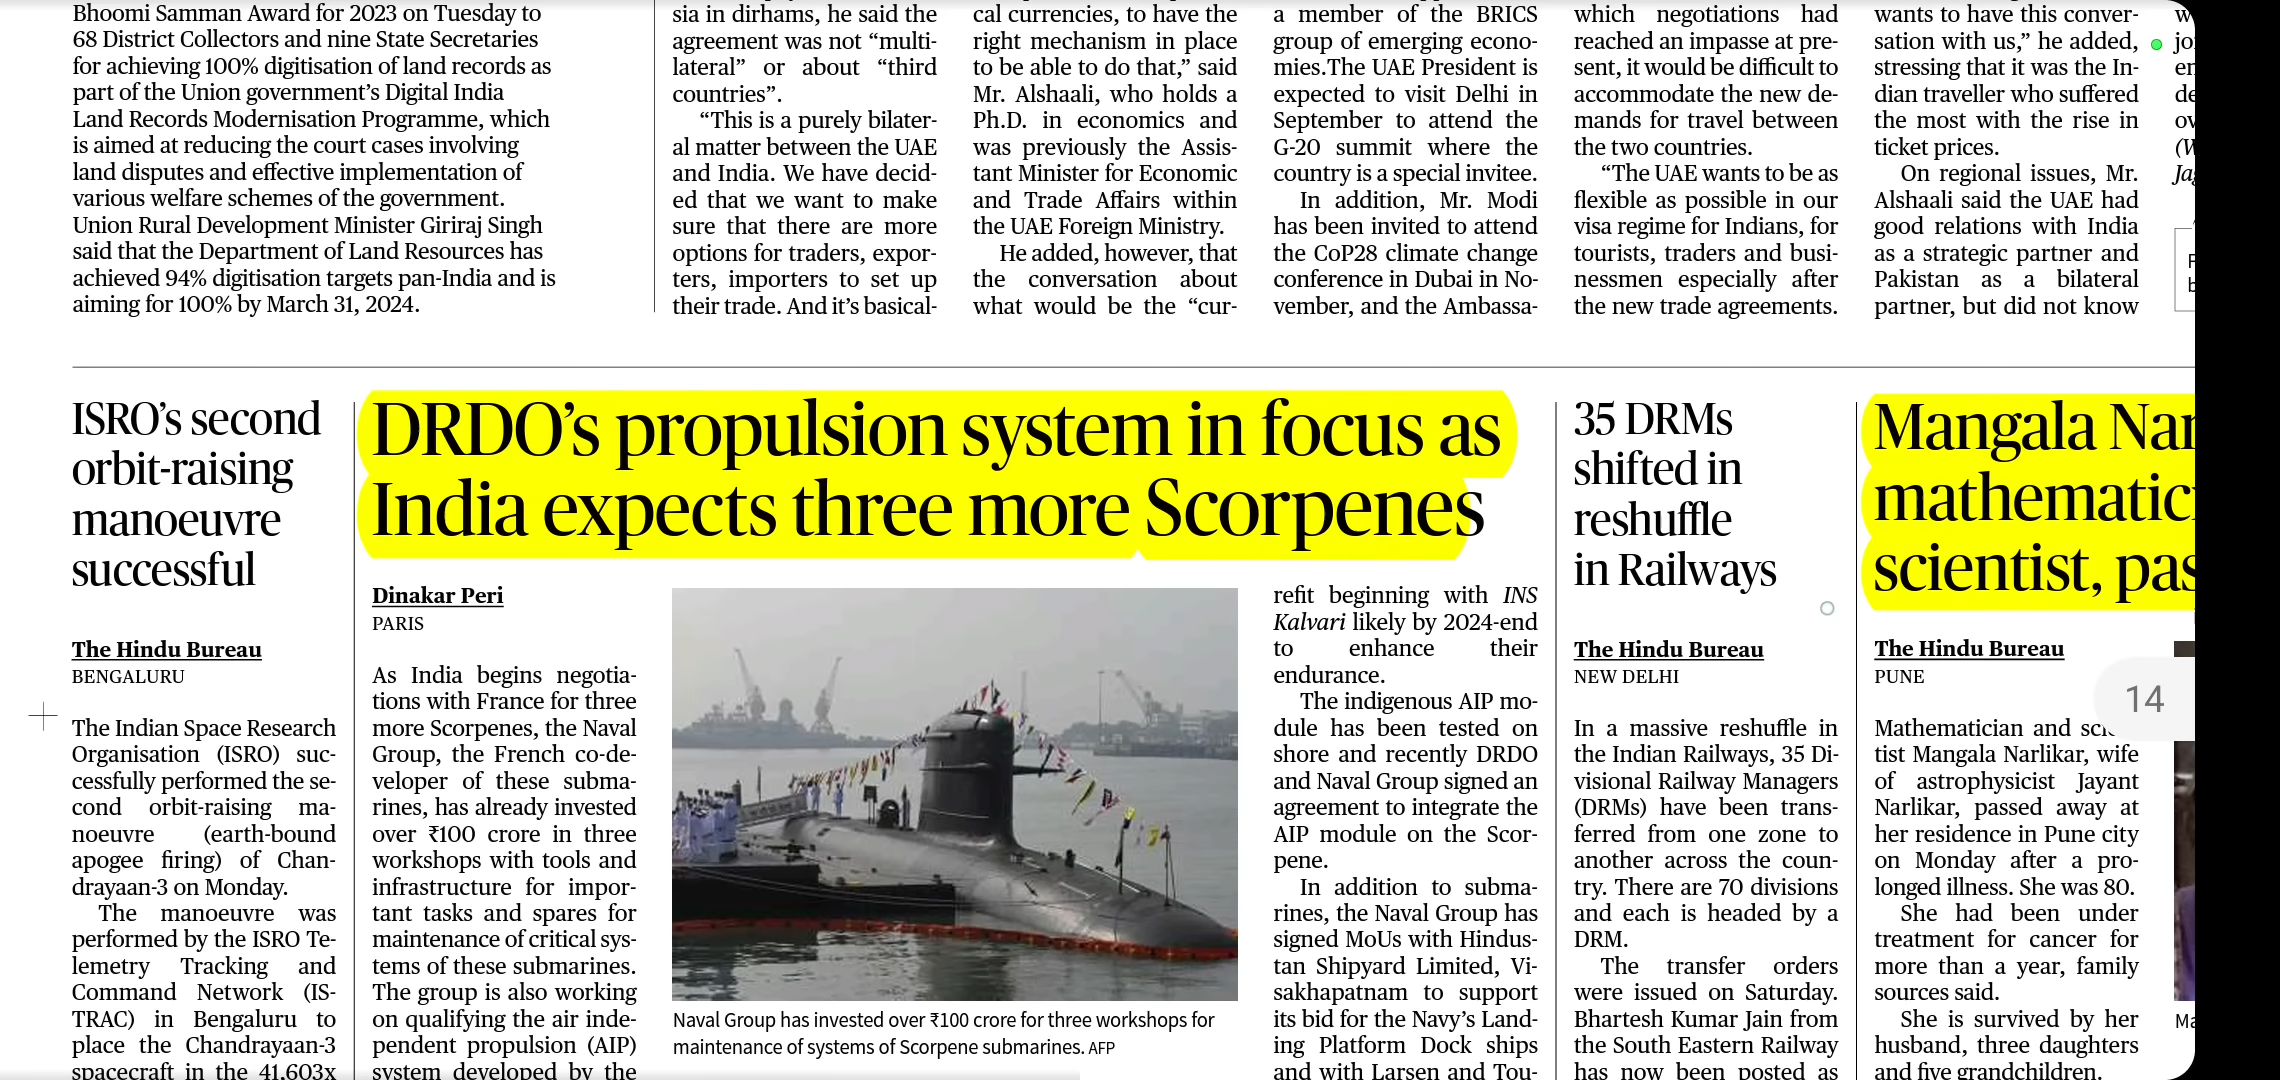 Bhoomi Samman Award for 2023 on Tuesday to
68 District Collectors and nine State Secretaries
for achieving 100% digitisation of land records as
part of the Union government’s Digital India
Land Records Modernisation Programme, which
is aimed at reducing the court cases involving
land disputes and effective implementation of
various welfare schemes of the government.
Union Rural Development Minister Giriraj Singh
said that the Department of Land Resources has
achieved 94% digitisation targets pan-India and is
aiming for 100% by March 31, 2024.
sia in dirhams, he said the
agreement was not “multi-
lateral” or about “third
countries”.
“This is a purely bilater-
al matter between the UAE
and India. We have decid-
ed that we want to make
sure that there are more
options for traders, expor-
ters, importers to set up
their trade. And it’s basical-
cal currencies, to have the
right mechanism in place
to be able to do that,” said
Mr. Alshaali, who holds a
Ph.D. in economics and
was previously the Assis-
tant Minister for Economic
and Trade Affairs within
the UAE Foreign Ministry.
He added, however, that
the conversation about
what would be the “cur-
a member of the BRICS
group of emerging econo-
mies.The UAE President is
expected to visit Delhi in
September to attend the
G-20 summit where the
country is a special invitee.
In addition, Mr. Modi
has been invited to attend
the CoP28 climate change
conference in Dubai in No-
vember, and the Ambassa-
which negotiations had
reached an impasse at pre-
sent, it would be difficult to
accommodate the new de-
mands for travel between
the two countries.
“The UAE wants to be as
flexible as possible in our
visa regime for Indians, for
tourists, traders and busi-
nessmen especially after
the new trade agreements.
wants to have this conver-
sation with us,” he added,
stressing that it was the In-
dian traveller who suffered
the most with the rise in
ticket prices.
On regional issues, Mr.
Alshaali said the UAE had
good relations with India
as a strategic partner and
Pakistan as a bilateral
partner, but did not know
ISRO’s second
orbit-raising
manoeuvre
successful
The Hindu Bureau
BENGALURU
The Indian Space Research
Organisation (ISRO) suc-
cessfully performed the se-
cond orbit-raising ma-
noeuvre (earth-bound
apogee firing) of Chan-
drayaan-3 on Monday.
The manoeuvre was
performed by the ISRO Te-
lemetry Tracking and
Command Network (IS-
TRAC) in Bengaluru to
place the Chandrayaan-3
spacecraft in the 41,603x
DRDO’s propulsion system in focus as
India expects three more Scorpenes
Dinakar Peri
PARIS
As India begins negotia-
tions with France for three
more Scorpenes, the Naval
Group, the French co-de-
veloper of these subma-
rines, has already invested
over ₹100 crore in three
workshops with tools and
infrastructure for impor-
tant tasks and spares for
maintenance of critical sys-
tems of these submarines.
The group is also working
on qualifying the air inde-
pendent propulsion (AIP)
system developed by the
Naval Group has invested over ₹100 crore for three workshops for
maintenance of systems of Scorpene submarines. AFP
refit beginning with INS
Kalvari likely by 2024-end
to enhance their
endurance.
The indigenous AIP mo-
dule has been tested on
shore and recently DRDO
and Naval Group signed an
agreement to integrate the
AIP module on the Scor-
pene.
In addition to subma-
rines, the Naval Group has
signed MoUs with Hindus-
tan Shipyard Limited, Vi-
sakhapatnam to support
its bid for the Navy’s Land-
ing Platform Dock ships
and with Larsen and Tou-
35 DRMs
shifted in
reshuffle
in Railways
The Hindu Bureau
NEW DELHI
In a massive reshuffle in
the Indian Railways, 35 Di-
visional Railway Managers
(DRMs) have been trans-
ferred from one zone to
another across the coun-
try. There are 70 divisions
and each is headed by a
DRM.
The transfer orders
were issued on Saturday.
Bhartesh Kumar Jain from
the South Eastern Railway
has now been posted as
Mangala
scientist,
The Hindu Bureau
PUNE
14
Mathematician and
tist Mangala Narlikar, wife
of astrophysicist Jayant
Narlikar, passed away at
her residence in Pune city
on Monday after a pro-
longed illness. She was 80.
She had been under
treatment for cancer for
more than a year, family
sources said.
She is survived by her
husband, three daughters
and five grandchildren.